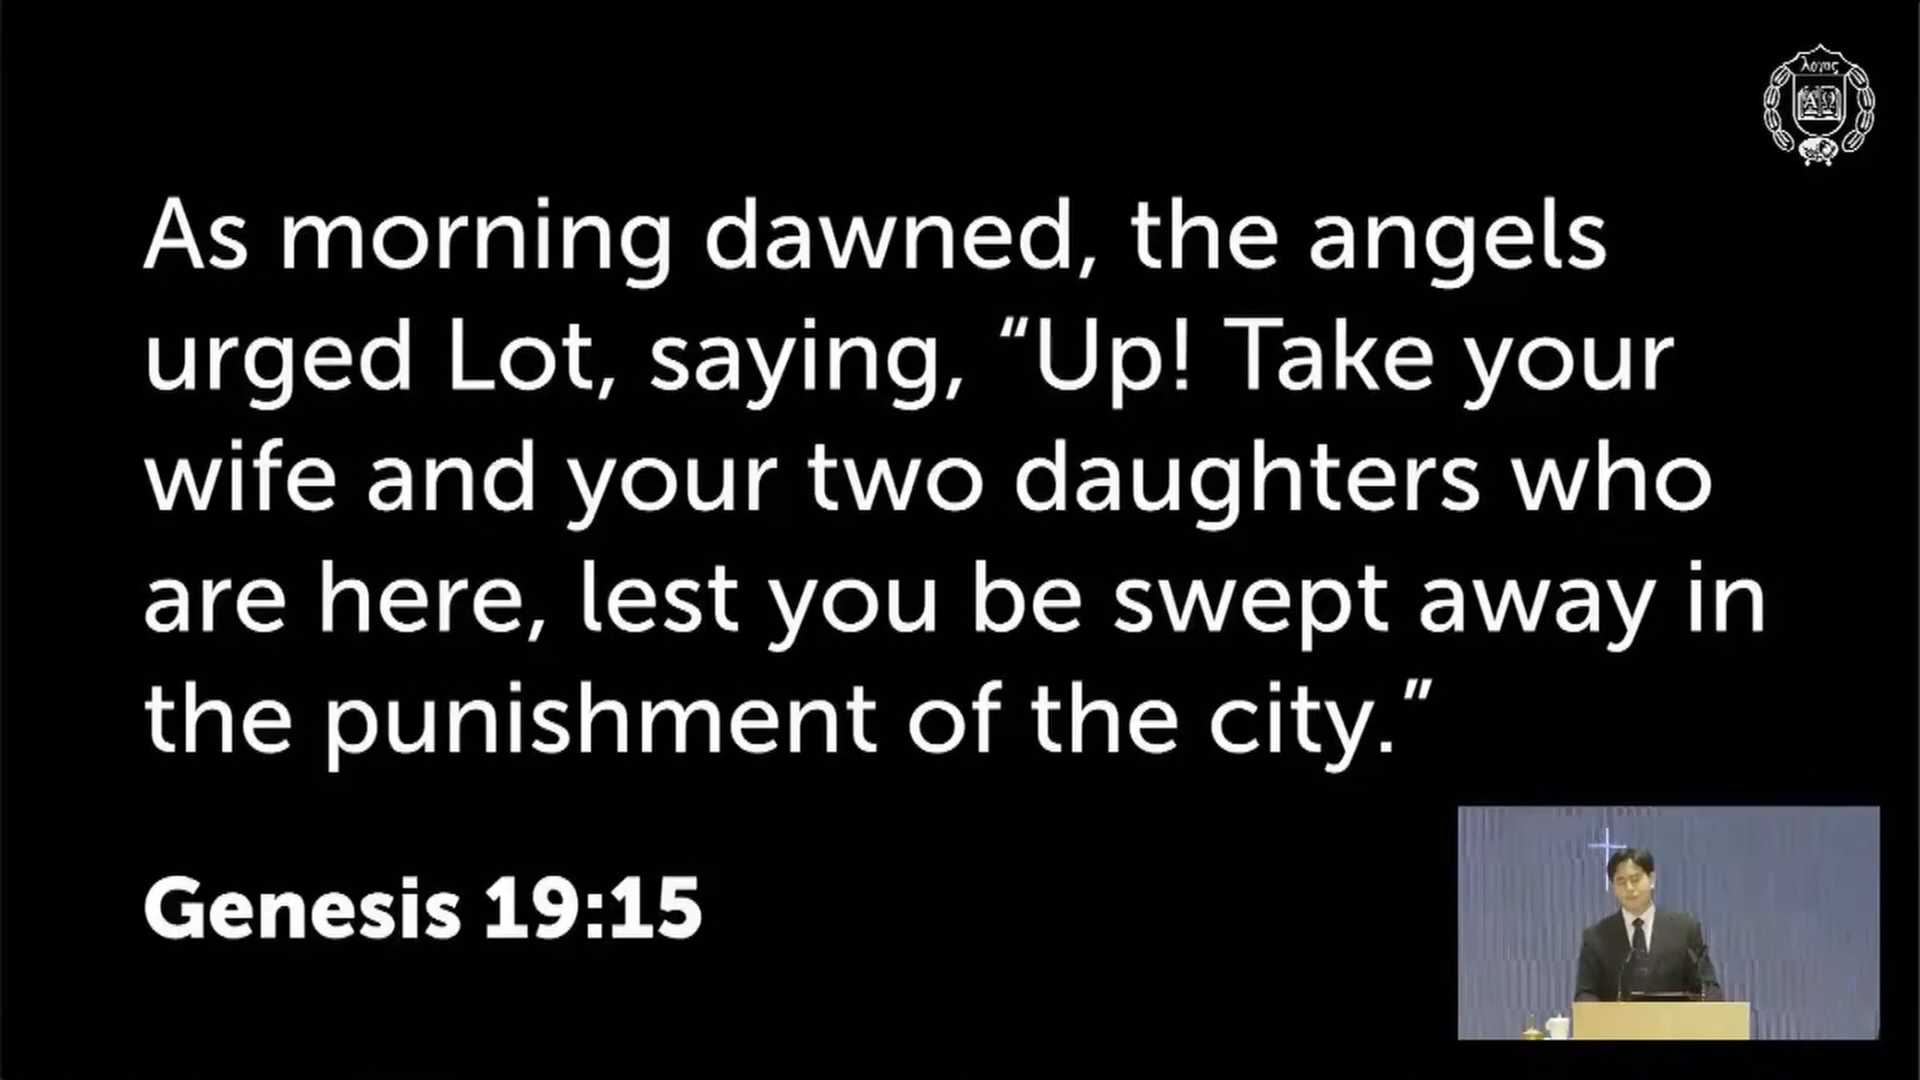 λογος
Α Ω
As morning dawned, the angels
urged Lot, saying, “Up! Take your
wife and your two daughters who
are here, lest you be swept away in
the punishment of the city.”
Genesis 19:15